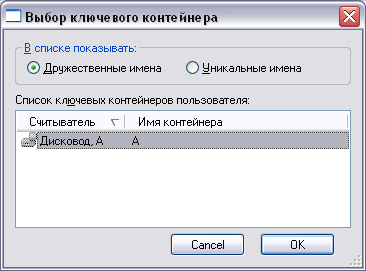 Выбор ключевого контейнера
В списке показывать:
Дружественные имена Уникальные имена
Список ключевых контейнеров пользователя:
Считыватель Имя контейнера
Дисковод, А А
Cancel OK